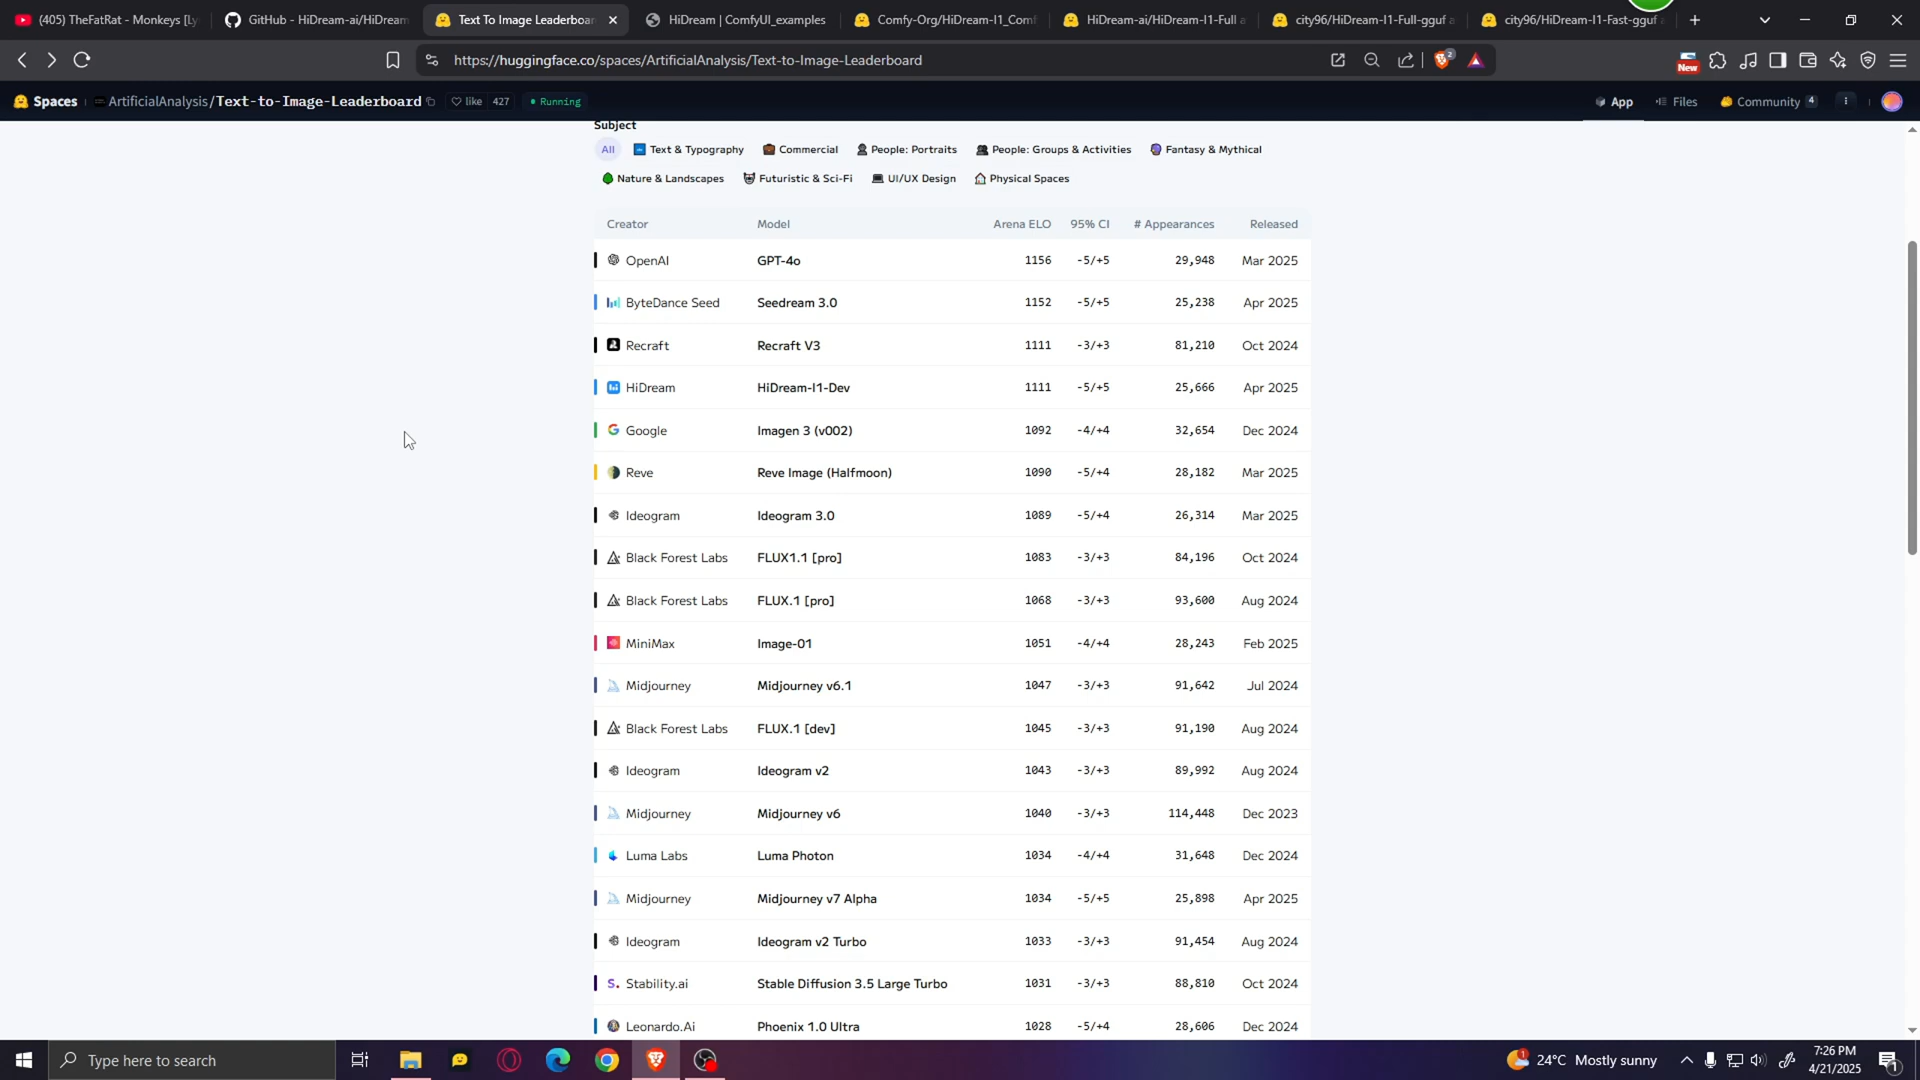 (405) TheFatRat - Monkeys [Ly
GitHub - HiDream-ai/HiDream
Text To Image Leaderboar
HiDream | ComfyUI_examples
Comfy-Org/HiDream-I1_Comf
HiDream-ai/HiDream-I1-Full
city96/HiDream-I1-Full-gguf
city96/HiDream-I1-Fast-gguf
https://huggingface.co/spaces/ArtificialAnalysis/Text-to-Image-Leaderboard
2
New
Spaces ArtificialAnalysis/Text-to-Image-Leaderboard like 427 Running App Files Community 4
Subject
All Text & Typography Commercial People: Portraits People: Groups & Activities Fantasy & Mythical
Nature & Landscapes Futuristic & Sci-Fi UI/UX Design Physical Spaces
Creator Model Arena ELO 95% CI # Appearances Released
OpenAI GPT-4o 1156 -5/+5 29,948 Mar 2025
ByteDance Seed Seedream 3.0 1152 -5/+5 25,238 Apr 2025
Recraft Recraft V3 1111 -3/+3 81,210 Oct 2024
HiDream HiDream-I1-Dev 1111 -5/+5 25,666 Apr 2025
Google Imagen 3 (v002) 1092 -4/+4 32,654 Dec 2024
Reve Reve Image (Halfmoon) 1090 -5/+4 28,182 Mar 2025
Ideogram Ideogram 3.0 1089 -5/+4 26,314 Mar 2025
Black Forest Labs FLUX1.1 [pro] 1083 -3/+3 84,196 Oct 2024
Black Forest Labs FLUX.1 [pro] 1068 -3/+3 93,600 Aug 2024
MiniMax Image-01 1051 -4/+4 28,243 Feb 2025
Midjourney Midjourney v6.1 1047 -3/+3 91,642 Jul 2024
Black Forest Labs FLUX.1 [dev] 1045 -3/+3 91,190 Aug 2024
Ideogram Ideogram v2 1043 -3/+3 89,992 Aug 2024
Midjourney Midjourney v6 1040 -3/+3 114,448 Dec 2023
Luma Labs Luma Photon 1034 -4/+4 31,648 Dec 2024
Midjourney Midjourney v7 Alpha 1034 -5/+5 25,898 Apr 2025
Ideogram Ideogram v2 Turbo 1033 -3/+3 91,454 Aug 2024
Stability.ai Stable Diffusion 3.5 Large Turbo 1031 -3/+3 88,810 Oct 2024
Leonardo.Ai Phoenix 1.0 Ultra 1028 -5/+4 28,606 Dec 2024
Type here to search
24°C Mostly sunny
7:26 PM
4/21/2025
1